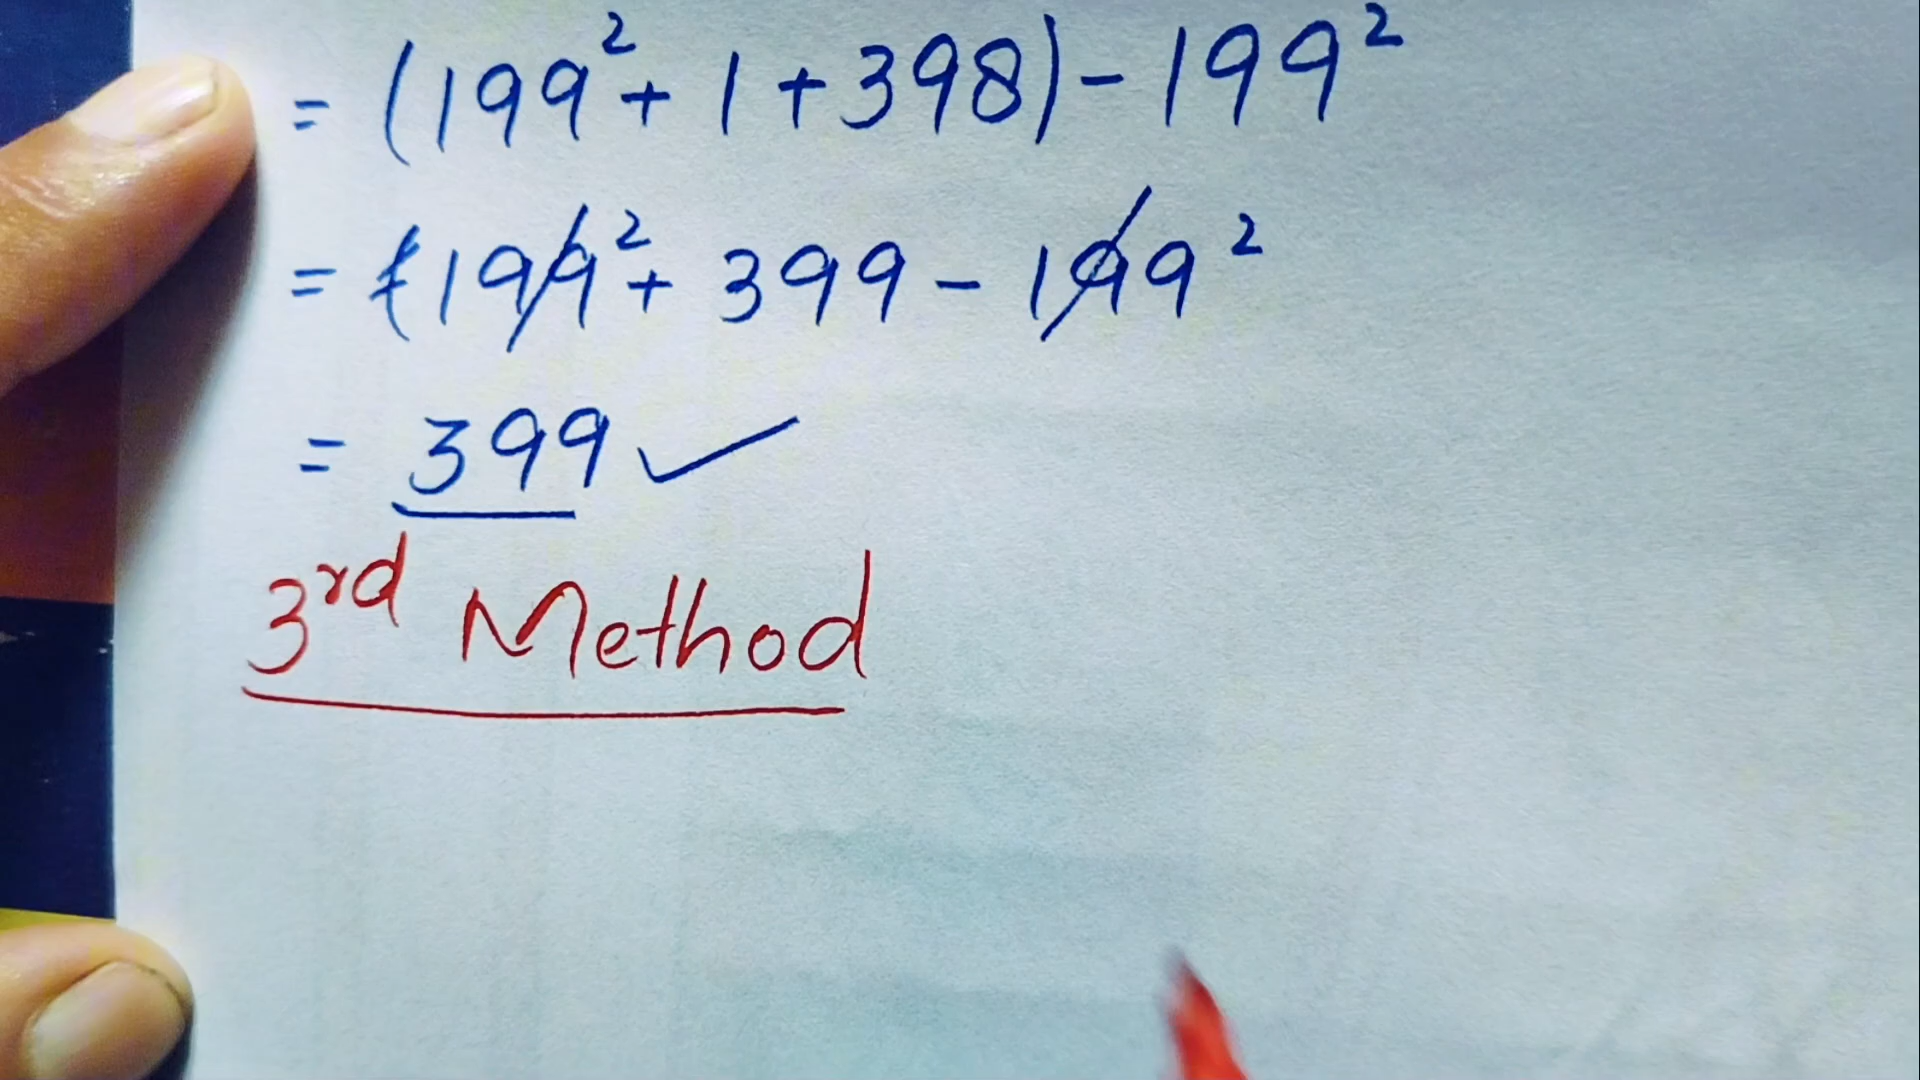 = (199² + 1 + 398) - 199²
= (199² + 399 - 199²
= 399 ✓
3rd Method